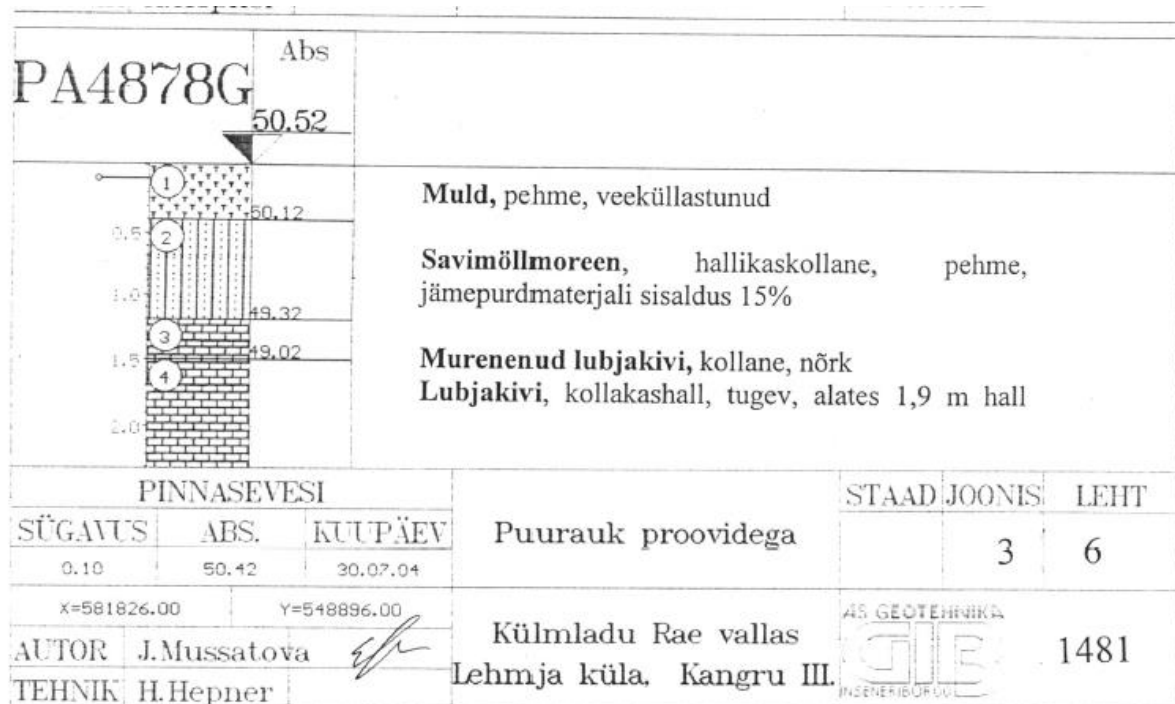 PA4878G
Abs
50.52
1
50.12
Muld, pehme, veeküllastunud
0.5
2
Savimöllmoreen, hallikaskollane, pehme,
jämepurdmaterjali sisaldus 15%
1.0
49.32
3
49.02
Murenenud lubjakivi, kollane, nõrk
1.5
4
Lubjakivi, kollakashall, tugev, alates 1,9 m hall
2.0
PINNASEVESI
SÜGAVUS ABS. KUUPÄEV
0.10 50.42 30.07.04
Puurauk proovidega
STAAD JOONIS LEHT
3 6
X=581826.00 Y=548896.00
AUTOR J.Mussatova
TEHNIK H.Hepner
Külmladu Rae vallas
Lehmja küla, Kangru III.
AS GEOTEHNIKA
GIB
INSENERIBÜROO
1481